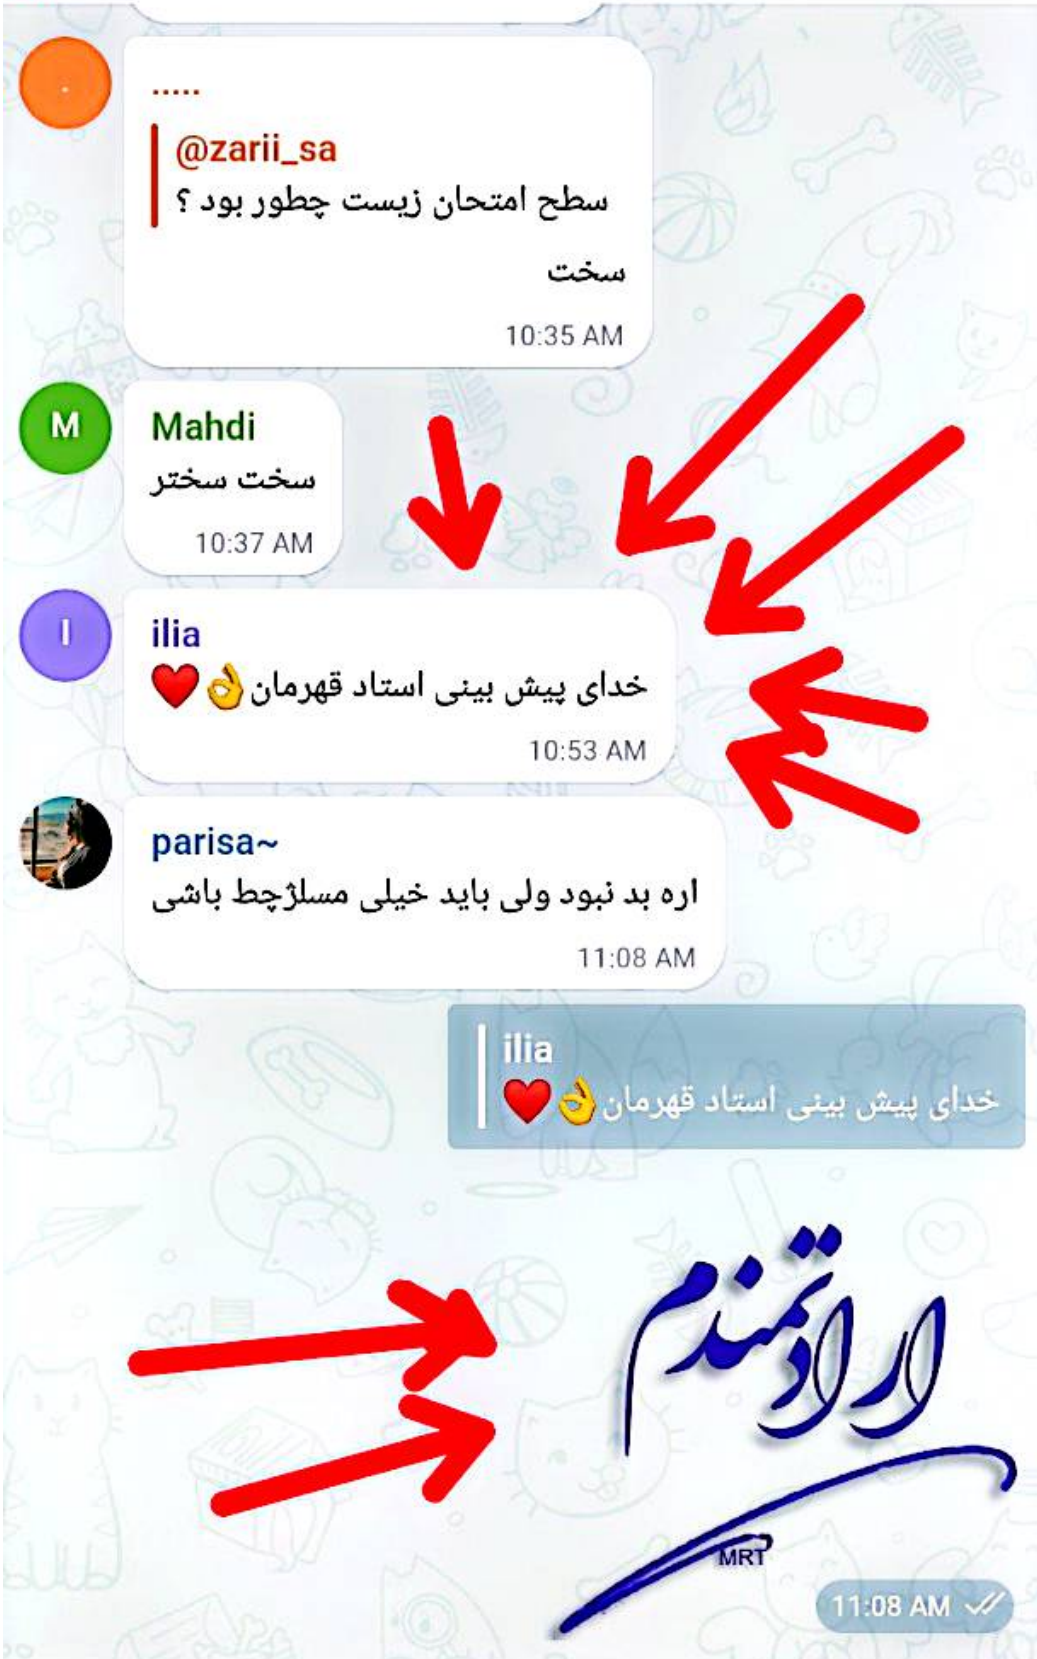 .
.....
@zarii_sa
سطح امتحان زیست چطور بود ؟
سخت
10:35 AM
M
Mahdi
سخت سختر
10:37 AM
I
ilia
خدای پیش بینی استاد قهرمان👌❤️
10:53 AM
parisa~
اره بد نبود ولی باید خیلی مسلژچط باشی
11:08 AM
ilia
خدای پیش بینی استاد قهرمان👌❤️
ارادتمندم
MRT
11:08 AM